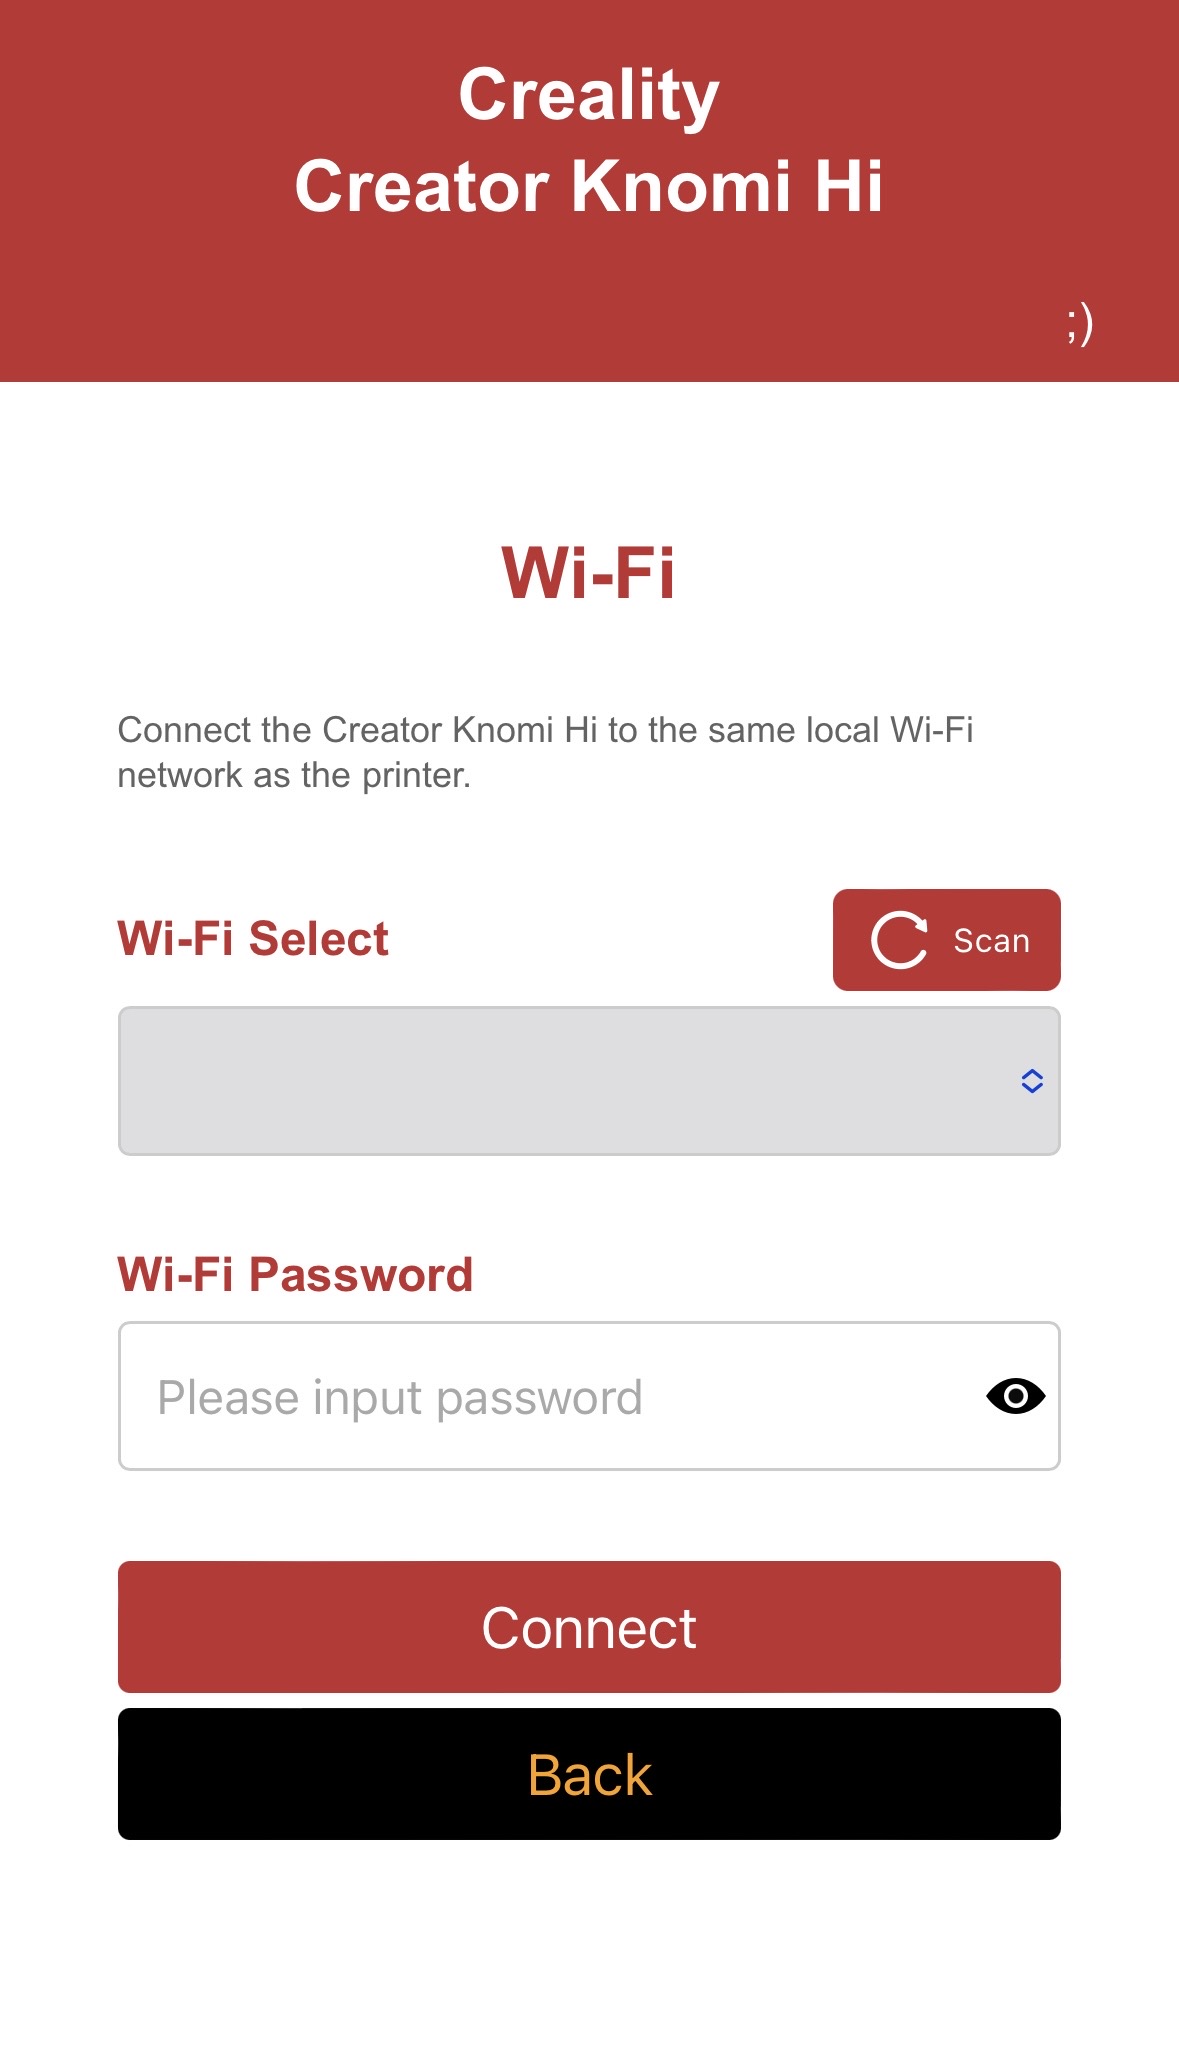 Creality
Creator Knomi Hi
;)
Wi-Fi
Connect the Creator Knomi Hi to the same local Wi-Fi
network as the printer.
Wi-Fi Select
Scan
Wi-Fi Password
Please input password
Connect
Back